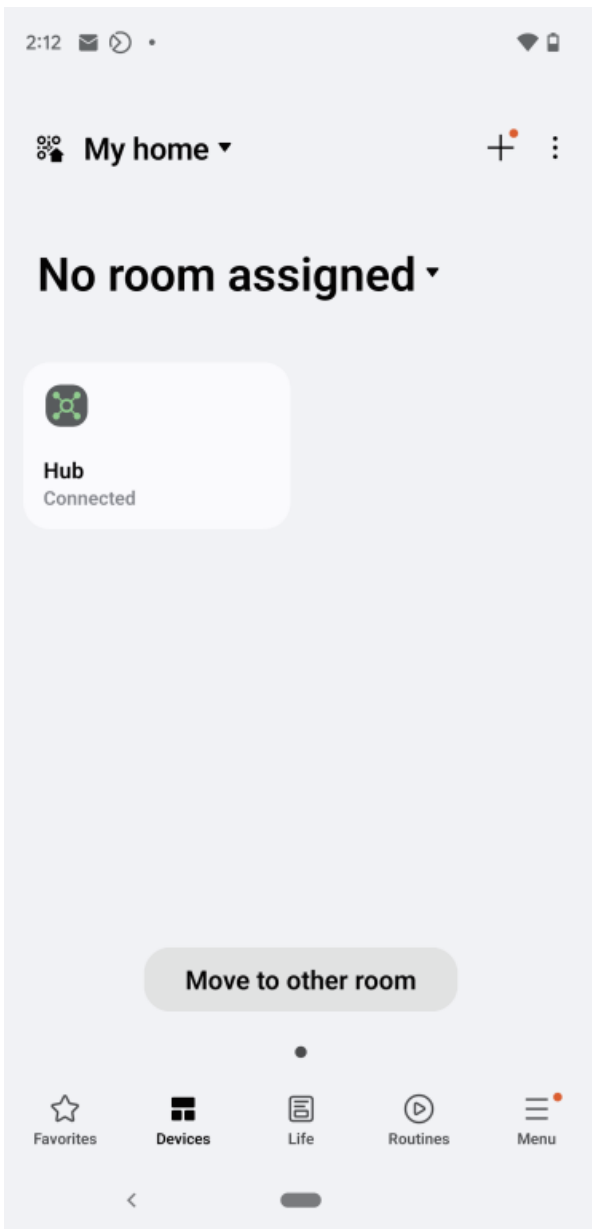 2:12
My home
No room assigned
Hub
Connected
Move to other room
Favorites Devices Life Routines Menu